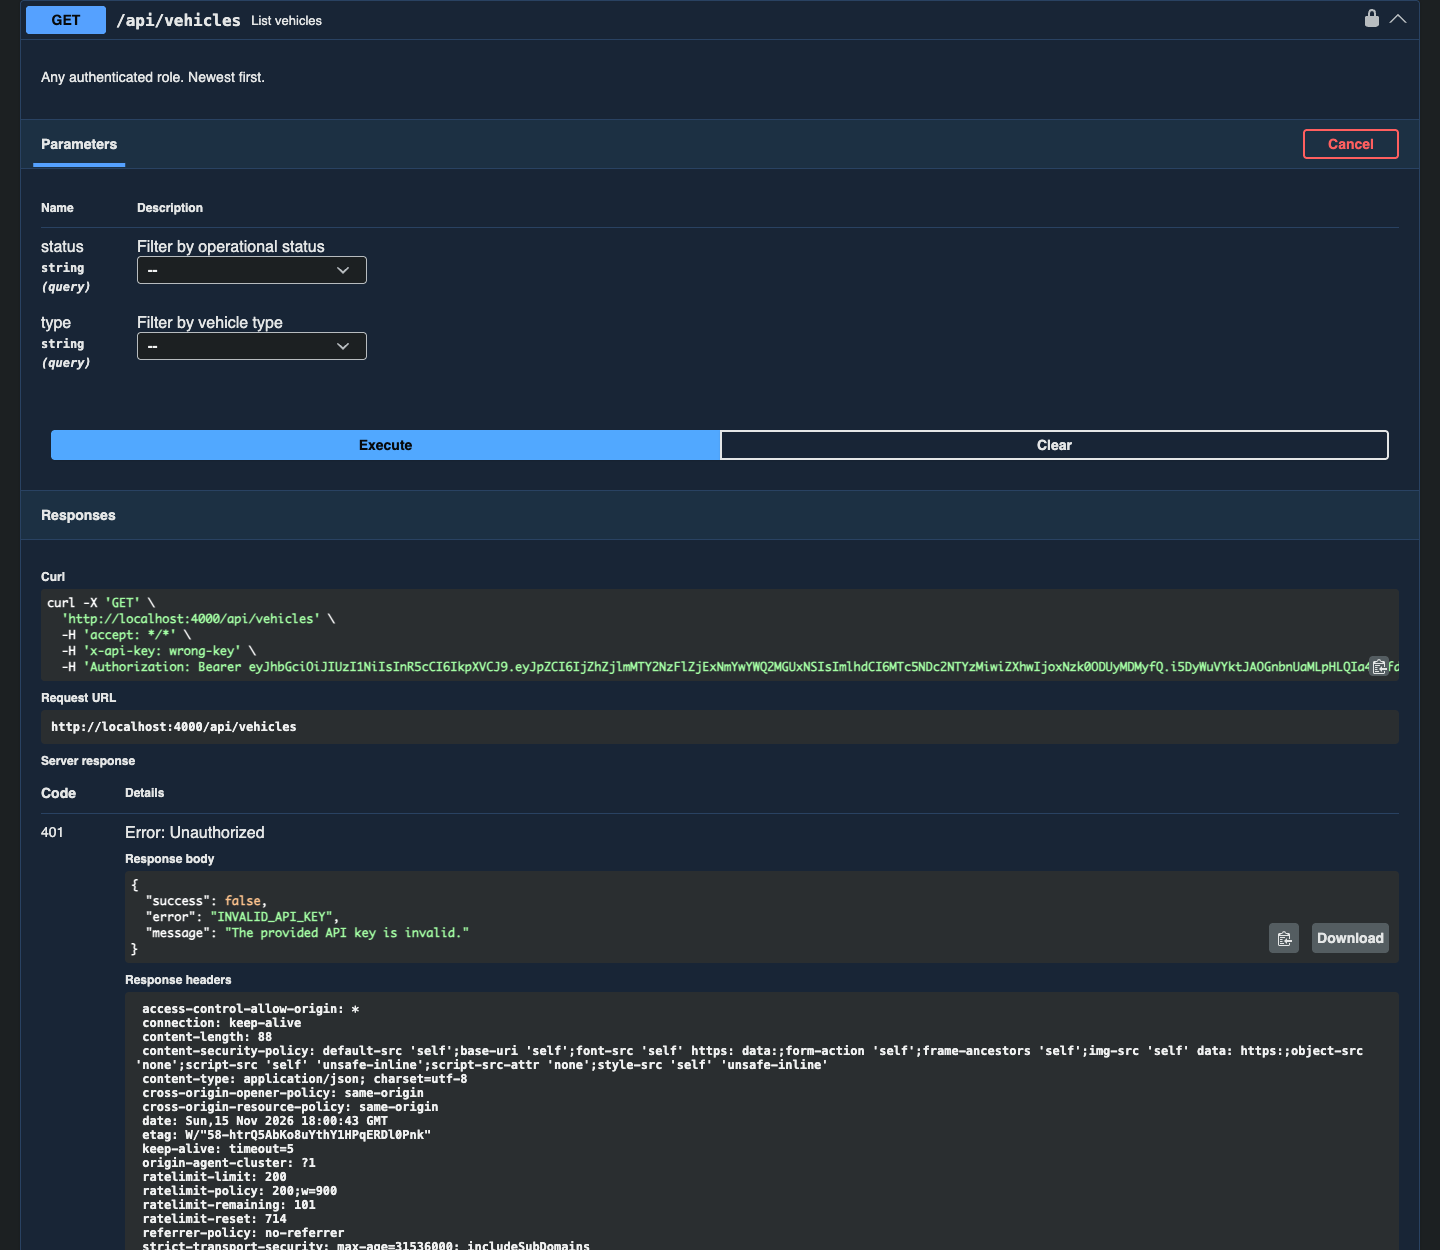 GET /api/vehicles List vehicles
Any authenticated role. Newest first.
Parameters Cancel
Name Description
status Filter by operational status
string --
(query)
type Filter by vehicle type
string --
(query)
Execute Clear
Responses
Curl
curl -X 'GET' \
'http://localhost:4000/api/vehicles' \
-H 'accept: */*' \
-H 'x-api-key: wrong-key' \
-H 'Authorization: Bearer
Request URL
http://localhost:4000/api/vehicles
Server response
Code Details
401 Error: Unauthorized
Response body
{
"success": false,
"error": "INVALID_API_KEY",
"message": "The provided API key is invalid."
}
Download
Response headers
access-control-allow-origin: *
connection: keep-alive
content-length: 88
content-security-policy: default-src 'self';base-uri 'self';font-src 'self' https: data:;form-action 'self';frame-ancestors 'self';img-src 'self' data: https:;object-src
'none';script-src 'self' 'unsafe-inline';script-src-attr 'none';style-src 'self' 'unsafe-inline'
content-type: application/json; charset=utf-8
cross-origin-opener-policy: same-origin
cross-origin-resource-policy: same-origin
date: Sun,15 Nov 2026 18:00:43 GMT
etag: W/"58-htrQ5AbKo8uYthY1HPqERDl0Pnk"
keep-alive: timeout=5
origin-agent-cluster: ?1
ratelimit-limit: 200
ratelimit-policy: 200;w=900
ratelimit-remaining: 101
ratelimit-reset: 714
referrer-policy: no-referrer
strict-transport-security: max-age=31536000; includeSubDomains